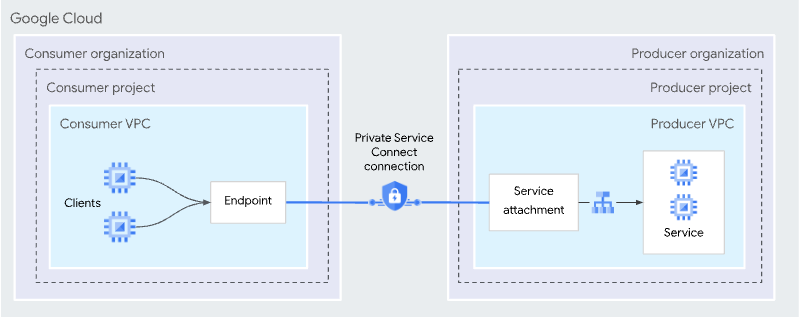 Google Cloud
Consumer organization
Consumer project
Consumer VPC
Clients
Endpoint
Private Service
Connect
connection
Producer organization
Producer project
Producer VPC
Service
attachment
Service